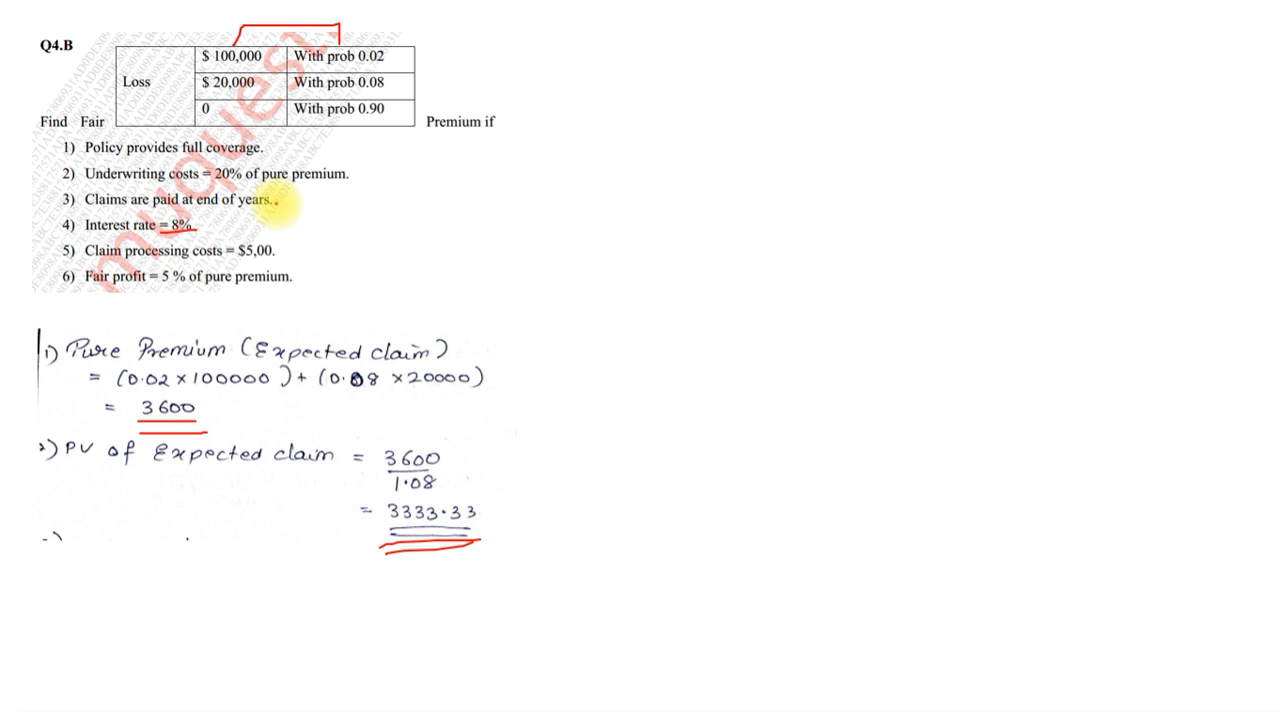 Q4.B
Loss
$ 100,000 With prob 0.02
$ 20,000 With prob 0.08
0 With prob 0.90
Find Fair Premium if
1) Policy provides full coverage.
2) Underwriting costs = 20% of pure premium.
3) Claims are paid at end of years.
4) Interest rate = 8%
5) Claim processing costs = $5,00.
6) Fair profit = 5 % of pure premium.
muquest
1) Pure Premium (Expected claim)
= (0.02 × 100000) + (0.08 × 20000)
= 3600
2) PV of Expected claim = 3600
1.08
= 3333.33